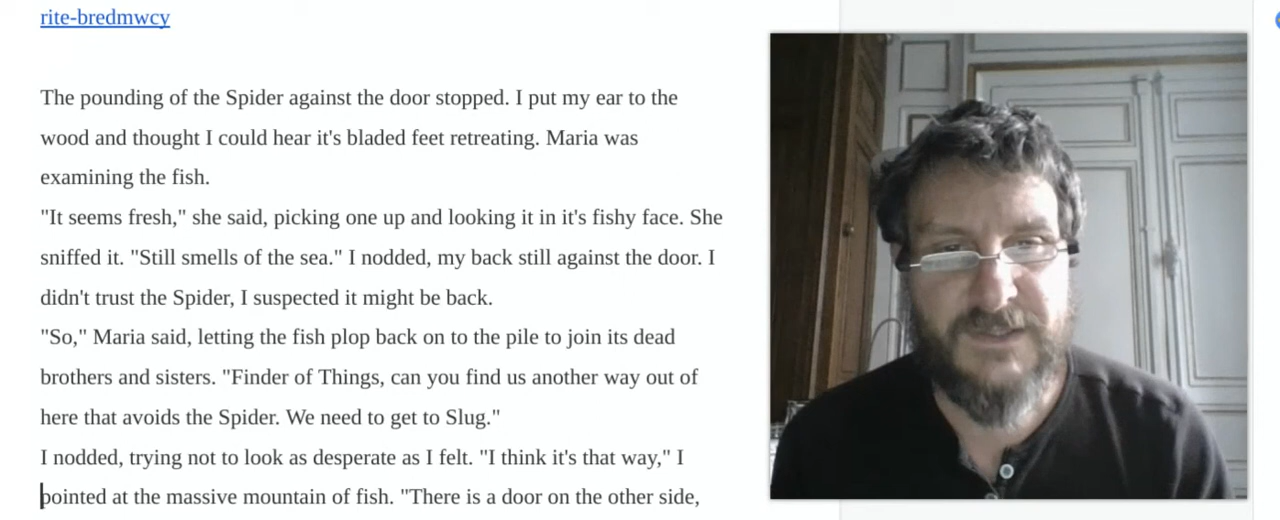 rite-bredmwcy
The pounding of the Spider against the door stopped. I put my ear to the
wood and thought I could hear it's bladed feet retreating. Maria was
examining the fish.
"It seems fresh," she said, picking one up and looking it in it's fishy face. She
sniffed it. "Still smells of the sea." I nodded, my back still against the door. I
didn't trust the Spider, I suspected it might be back.
"So," Maria said, letting the fish plop back on to the pile to join its dead
brothers and sisters. "Finder of Things, can you find us another way out of
here that avoids the Spider. We need to get to Slug."
I nodded, trying not to look as desperate as I felt. "I think it's that way," I
pointed at the massive mountain of fish. "There is a door on the other side,